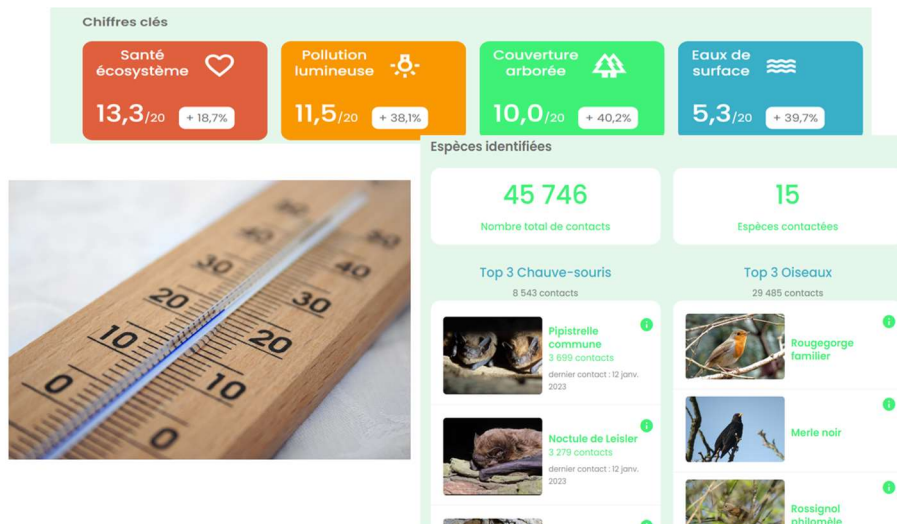 Chiffres clés
Santé
écosystème
13,3/20
+ 18,7%
Pollution
lumineuse
11,5/20
+ 38,1%
Couverture
arborée
10,0/20
+ 40,2%
Eaux de
surface
5,3/20
+ 39,7%
Espèces identifiées
45 746
Nombre total de contacts
15
Espèces contactées
Top 3 Chauve-souris
8 543 contacts
Pipistrelle
commune
3 699 contacts
dernier contact : 12 janv.
2023
Noctule de Leisler
3 279 contacts
dernier contact : 12 janv.
2023
Top 3 Oiseaux
29 485 contacts
Rougegorge
familier
Merle noir
Rossignol
philomèle
50
40
30
20
10
0
50
40
30
20
10
0